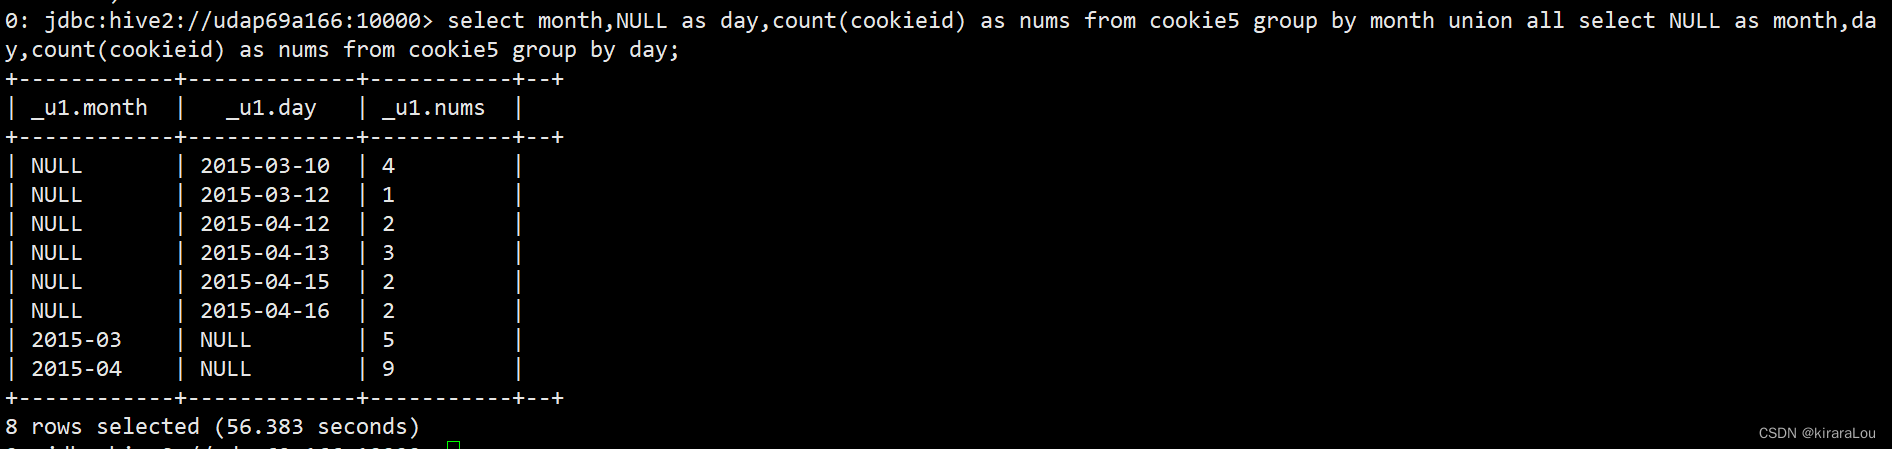 0: jdbc:hive2://udap69a166:10000> select month,NULL as day,count(cookieid) as nums from cookie5 group by month union all select NULL as month,da
y,count(cookieid) as nums from cookie5 group by day;
+------------+-------------+-----------+--+
| _u1.month  |   _u1.day   | _u1.nums  |
+------------+-------------+-----------+--+
| NULL       | 2015-03-10  | 4         |
| NULL       | 2015-03-12  | 1         |
| NULL       | 2015-04-12  | 2         |
| NULL       | 2015-04-13  | 3         |
| NULL       | 2015-04-15  | 2         |
| NULL       | 2015-04-16  | 2         |
| 2015-03    | NULL        | 5         |
| 2015-04    | NULL        | 9         |
+------------+-------------+-----------+--+
8 rows selected (56.383 seconds)
CSDN @kiraraLou